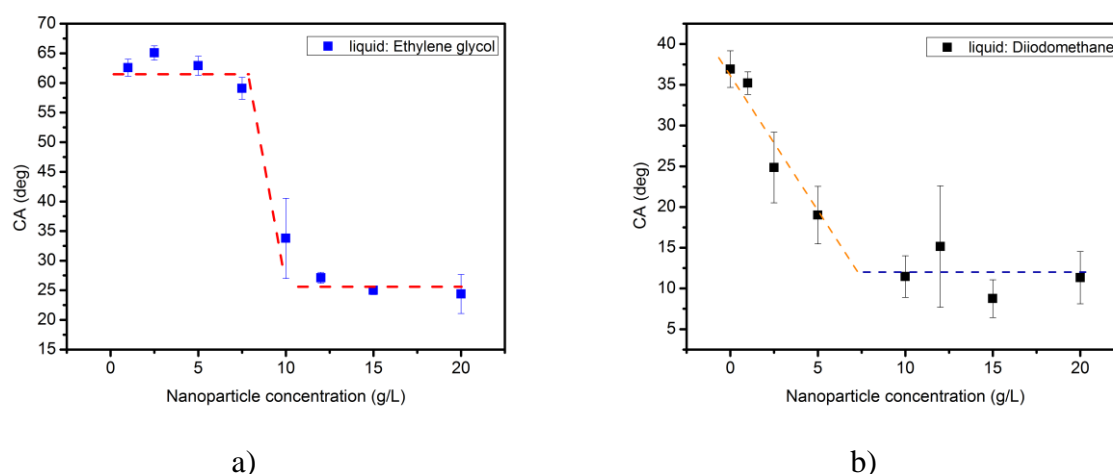 liquid: Ethylene glycol
70
65
60
55
50
45
40
35
30
25
20
15
CA (deg)
0 5 10 15 20
Nanoparticle concentration (g/L)
a)
liquid: Diiodomethane
40
35
30
25
20
15
10
5
CA (deg)
0 5 10 15 20
Nanoparticle concentration (g/L)
b)